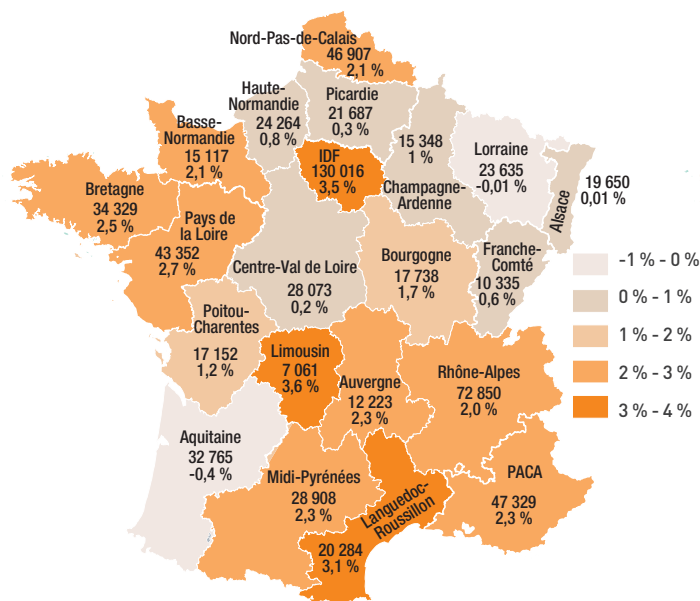 Nord-Pas-de-Calais
46 907
2,1 %
Haute-
Normandie
24 264
0,8 %
Picardie
21 687
0,3 %
Basse-
Normandie
15 117
2,1 %
IDF
130 016
3,5 %
15 348
1 %
Champagne-
Ardenne
Lorraine
23 635
-0,01 %
Alsace
19 650
0,01 %
Bretagne
34 329
2,5 %
Pays de
la Loire
43 352
2,7 %
Centre-Val de Loire
28 073
0,2 %
Bourgogne
17 738
1,7 %
Franche-
Comté
10 335
0,6 %
Poitou-
Charentes
17 152
1,2 %
Limousin
7 061
3,6 %
Auvergne
12 223
2,3 %
Rhône-Alpes
72 850
2,0 %
Aquitaine
32 765
-0,4 %
Midi-Pyrénées
28 908
2,3 %
Languedoc-
Roussillon
20 284
3,1 %
PACA
47 329
2,3 %
-1 % - 0 %
0 % - 1 %
1 % - 2 %
2 % - 3 %
3 % - 4 %